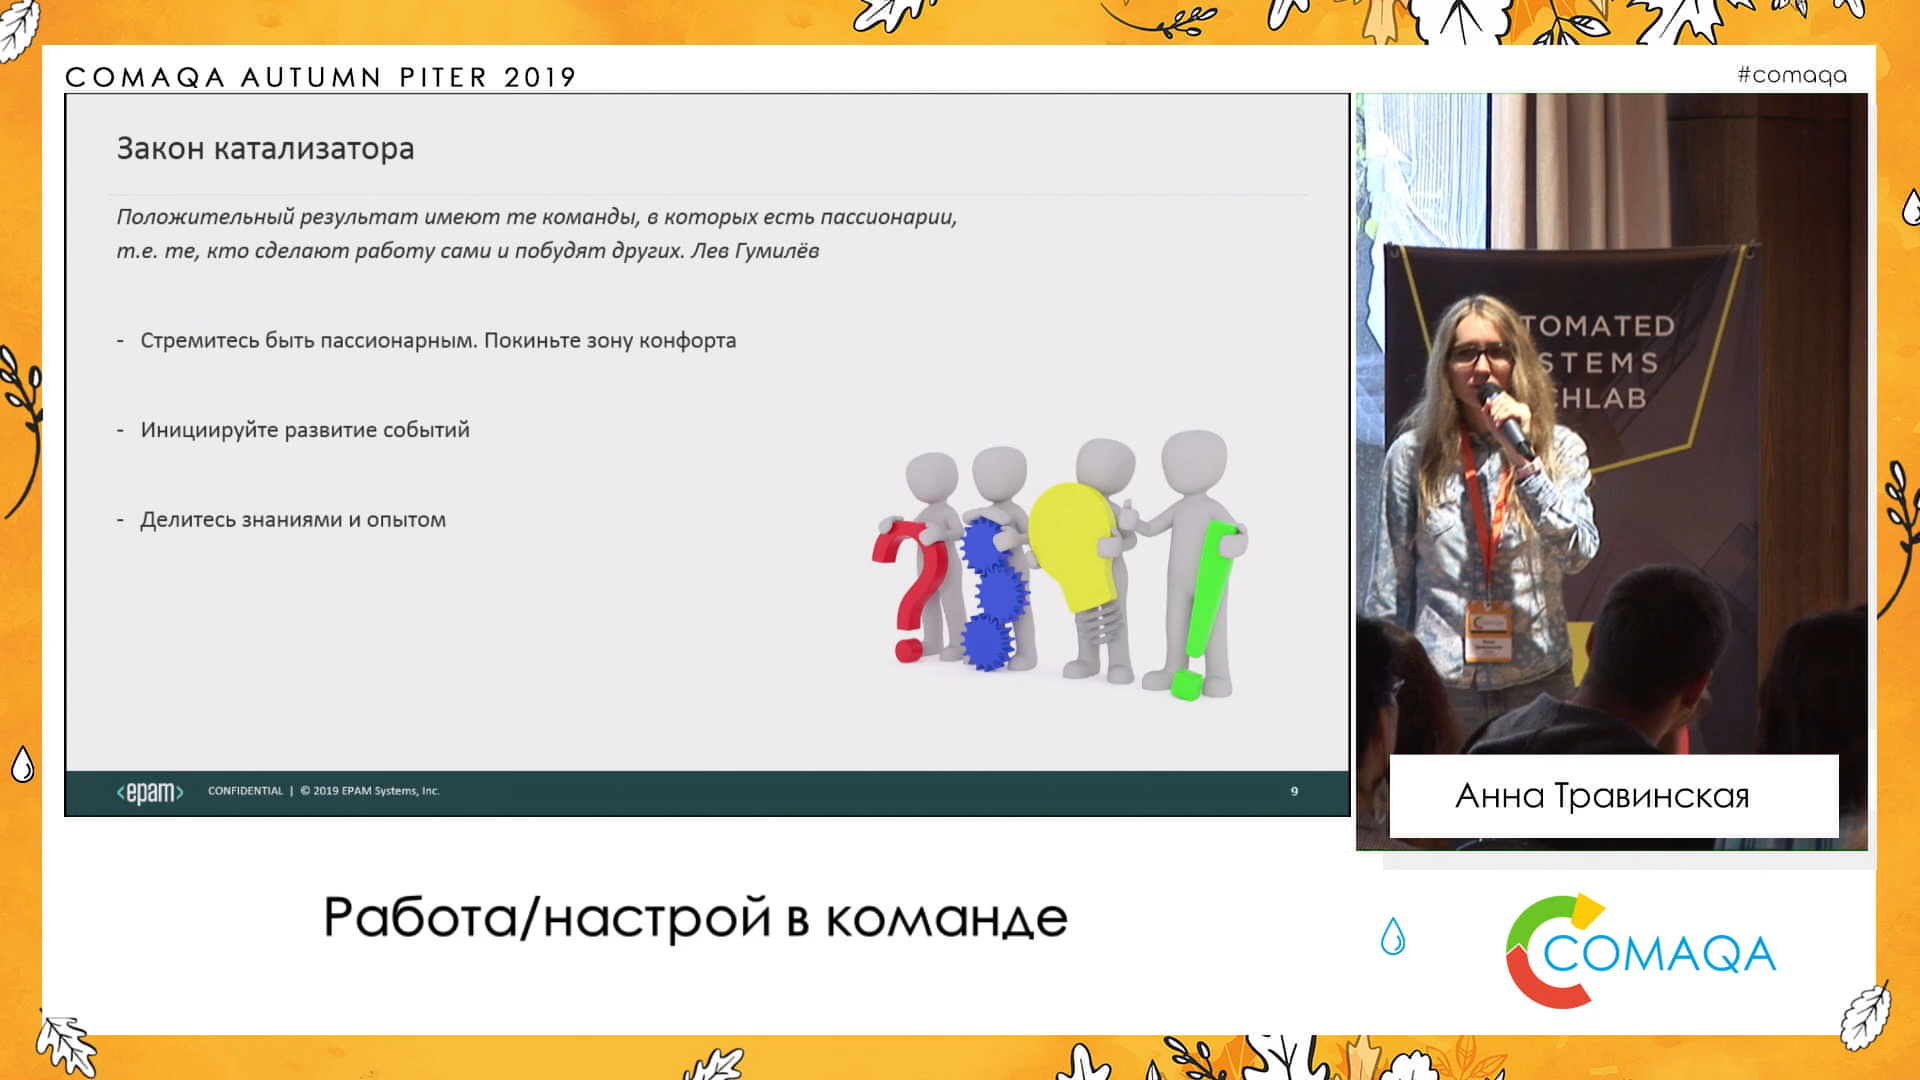 COMAQA AUTUMN PITER 2019
#comaqa
Закон катализатора
Положительный результат имеют те команды, в которых есть пассионарии,
т.е. те, кто сделают работу сами и побудят других. Лев Гумилёв
- Стремитесь быть пассионарным. Покиньте зону конфорта
- Инициируйте развитие событий
- Делитесь знаниями и опытом
<epam> CONFIDENTIAL | © 2019 EPAM Systems, Inc. 9
TOMATED
STEMS
CHLAB
Анна Травинская
Работа/настрой в команде
COMAQA